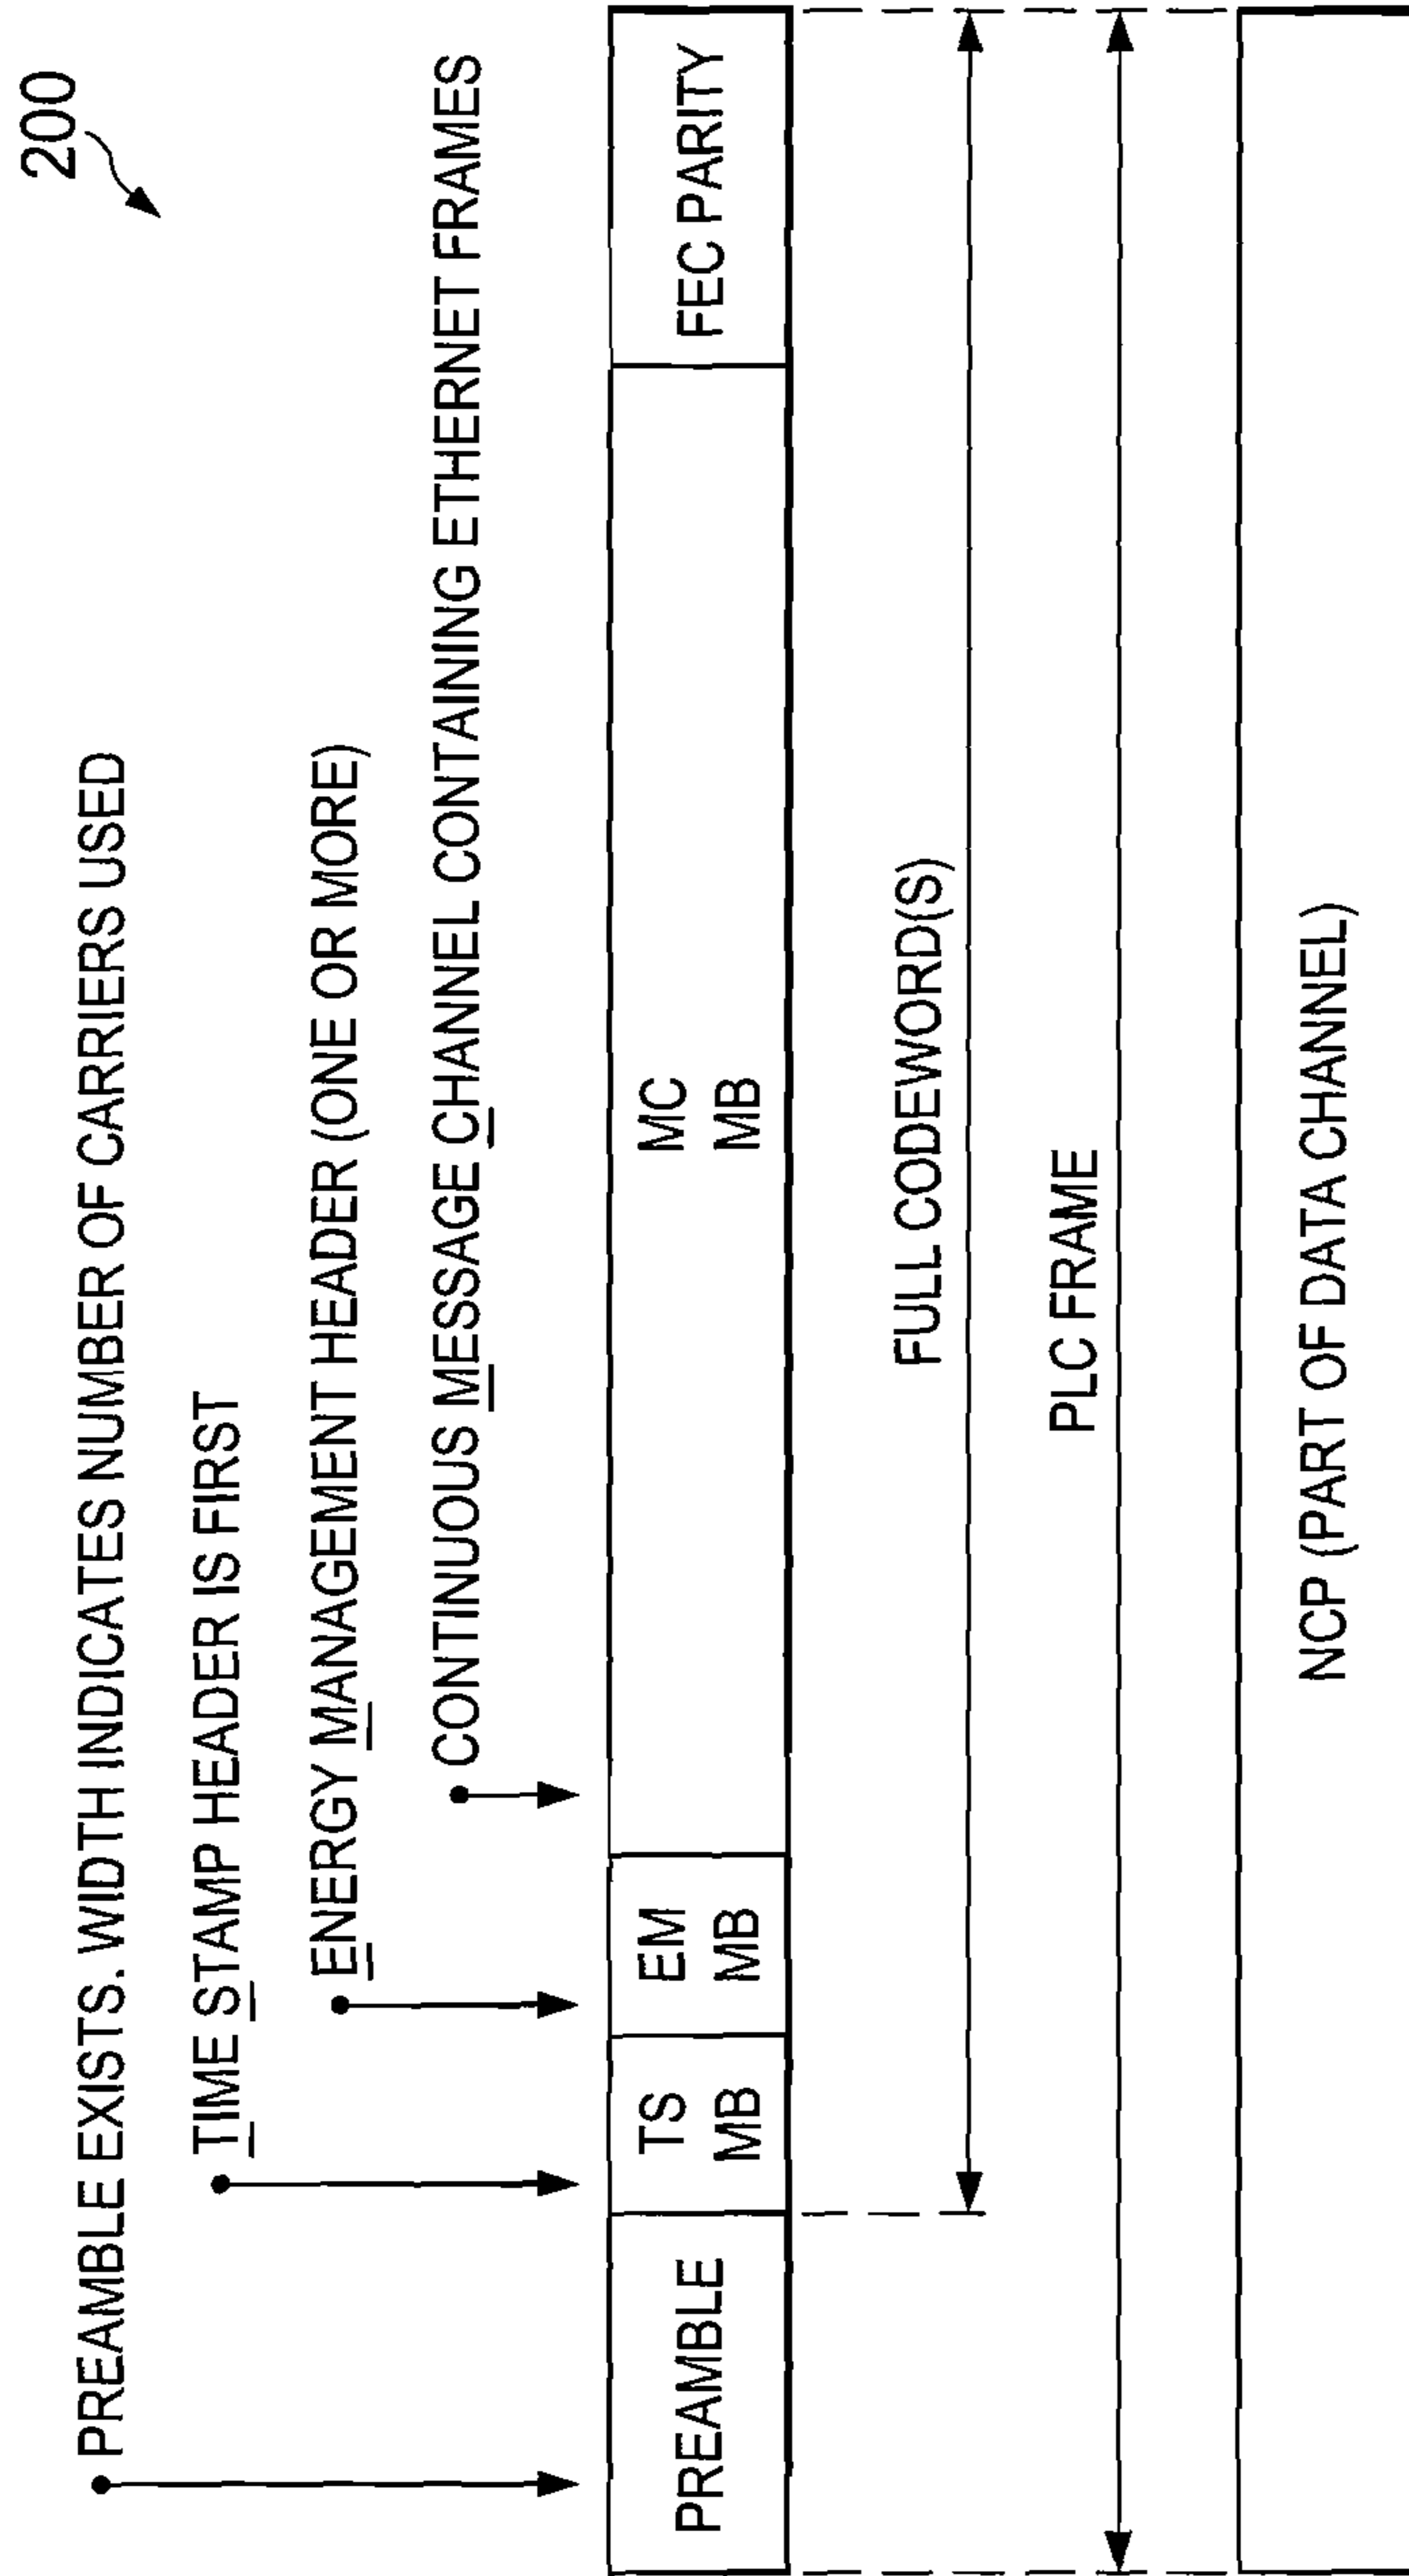 200
PREAMBLE EXISTS. WIDTH INDICATES NUMBER OF CARRIERS USED
TIME STAMP HEADER IS FIRST
ENERGY MANAGEMENT HEADER (ONE OR MORE)
CONTINUOUS MESSAGE CHANNEL CONTAINING ETHERNET FRAMES
PREAMBLE
TS
MB
EM
MB
MC
MB
FEC PARITY
FULL CODEWORD(S)
PLC FRAME
NCP (PART OF DATA CHANNEL)